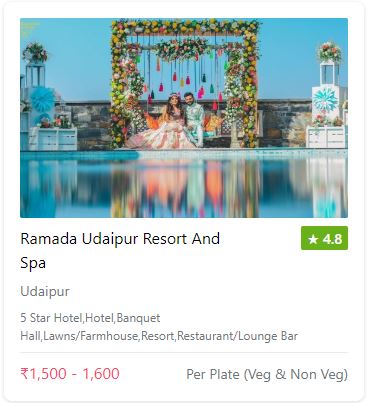 Ramada Udaipur Resort And
Spa
★ 4.8
Udaipur
5 Star Hotel,Hotel,Banquet
Hall,Lawns/Farmhouse,Resort,Restaurant/Lounge Bar
₹1,500 - 1,600
Per Plate (Veg & Non Veg)